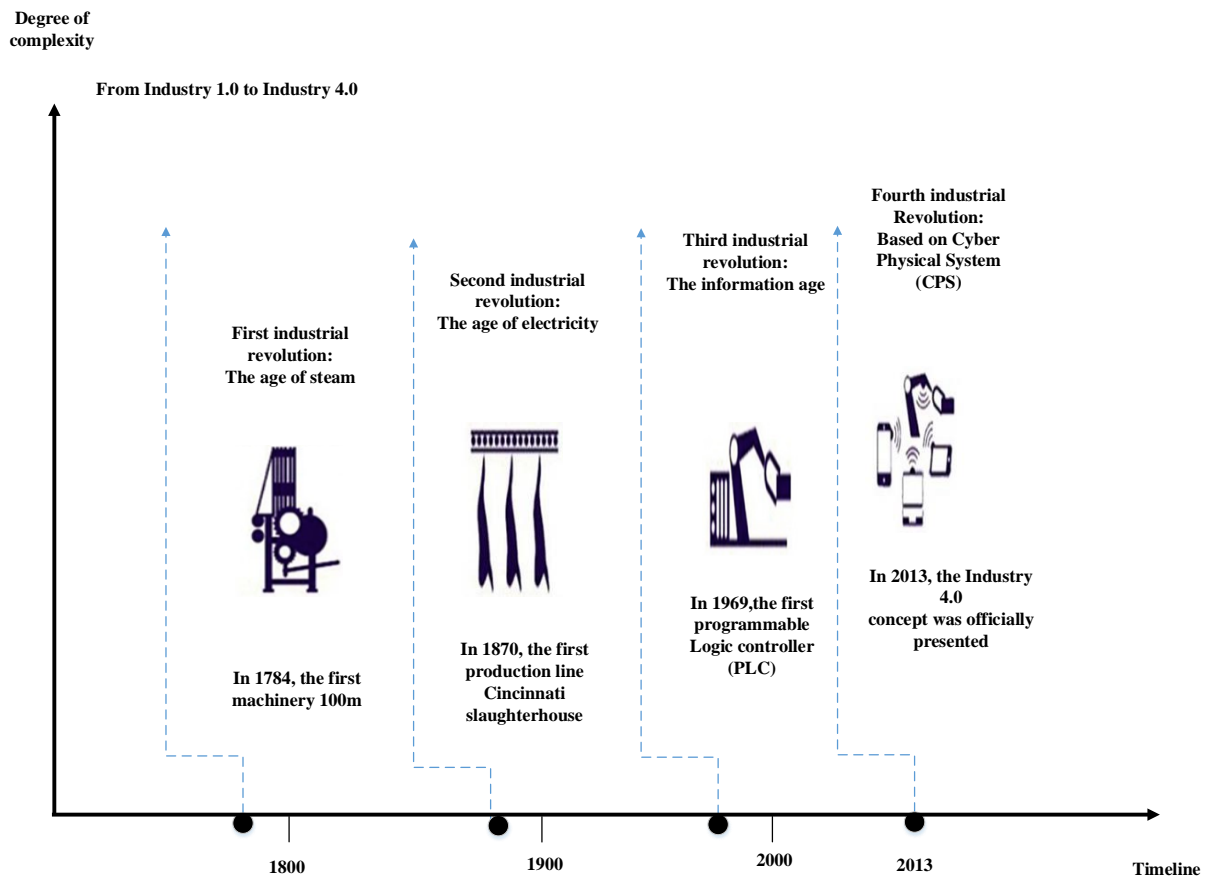 Degree of
complexity
From Industry 1.0 to Industry 4.0
First industrial
revolution:
The age of steam
In 1784, the first
machinery 100m
Second industrial
revolution:
The age of electricity
In 1870, the first
production line
Cincinnati
slaughterhouse
Third industrial
revolution:
The information age
In 1969,the first
programmable
Logic controller
(PLC)
Fourth industrial
Revolution:
Based on Cyber
Physical System
(CPS)
In 2013, the Industry
4.0
concept was officially
presented
1800
1900
2000
2013
Timeline